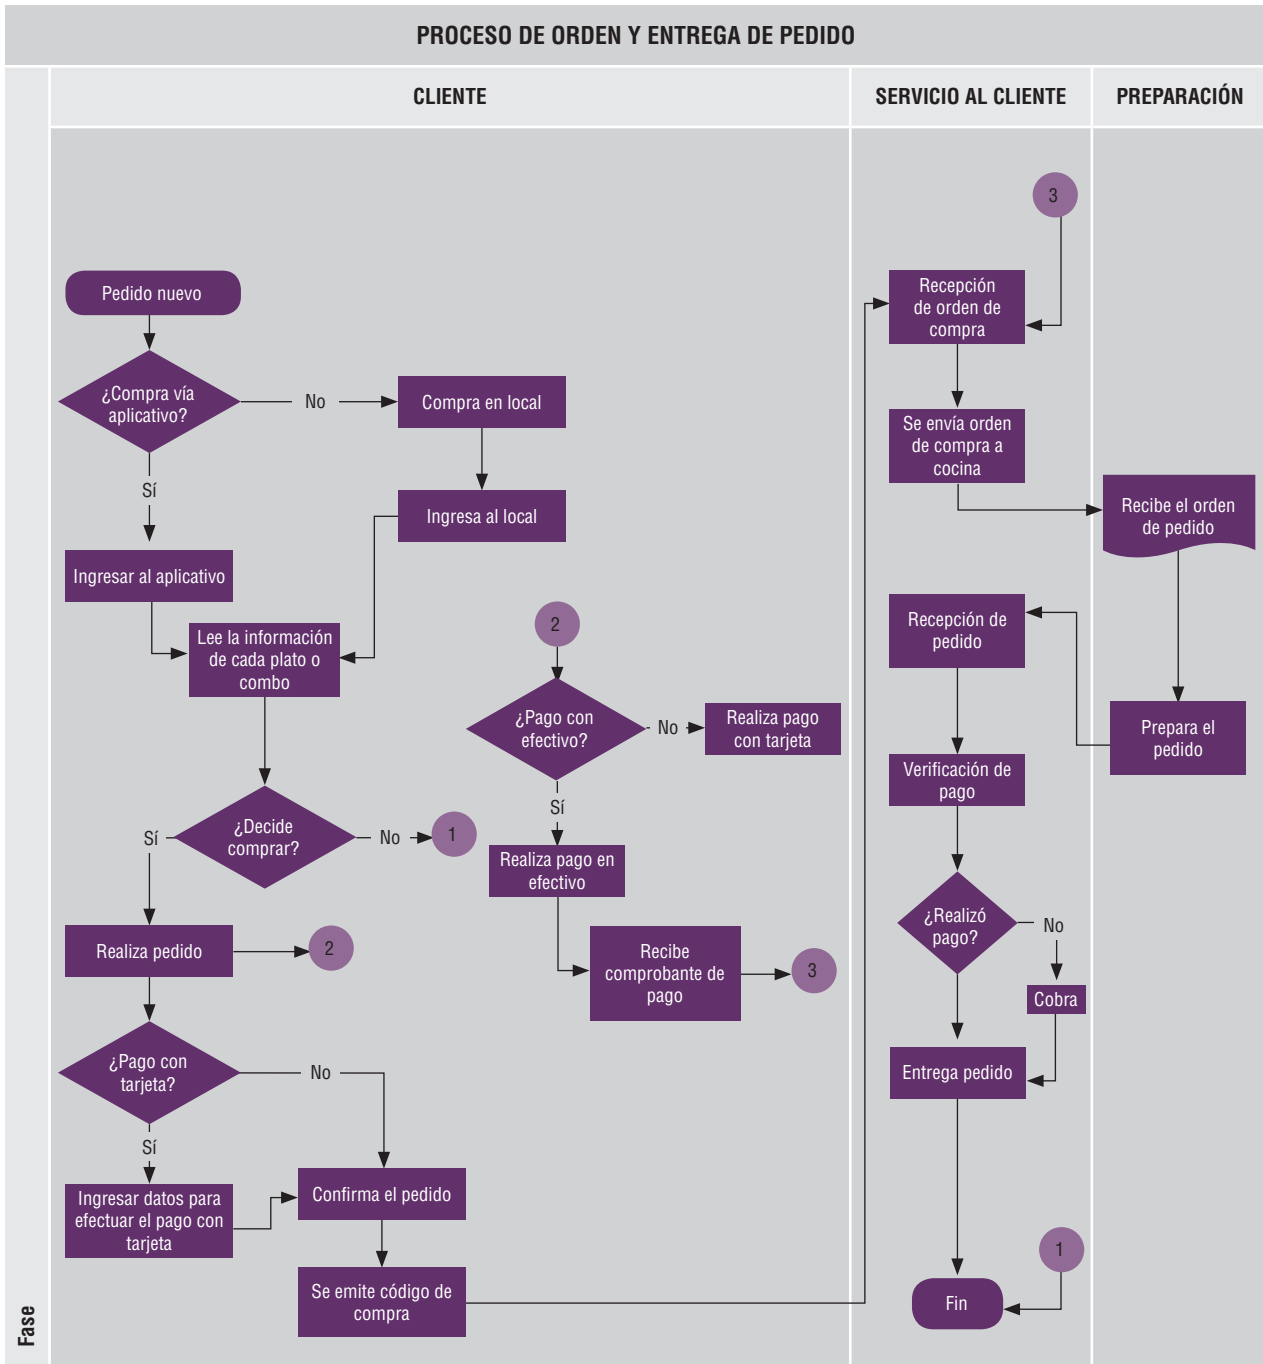 PROCESO DE ORDEN Y ENTREGA DE PEDIDO
CLIENTE
SERVICIO AL CLIENTE
PREPARACIÓN
Fase
Pedido nuevo
¿Compra vía
aplicativo?
No
Compra en local
Sí
Ingresa al local
Ingresar al aplicativo
Lee la información
de cada plato o
combo
¿Decide
comprar?
Sí
No
1
Realiza pedido
2
¿Pago con
tarjeta?
No
Sí
Ingresar datos para
efectuar el pago con
tarjeta
Confirma el pedido
Se emite código de
compra
2
¿Pago con
efectivo?
No
Realiza pago
con tarjeta
Sí
Realiza pago en
efectivo
Recibe
comprobante de
pago
3
3
Recepción
de orden de
compra
Se envía orden
de compra a
cocina
Recibe el orden
de pedido
Prepara el
pedido
Recepción de
pedido
Verificación de
pago
¿Realizó
pago?
No
Cobra
Entrega pedido
1
Fin